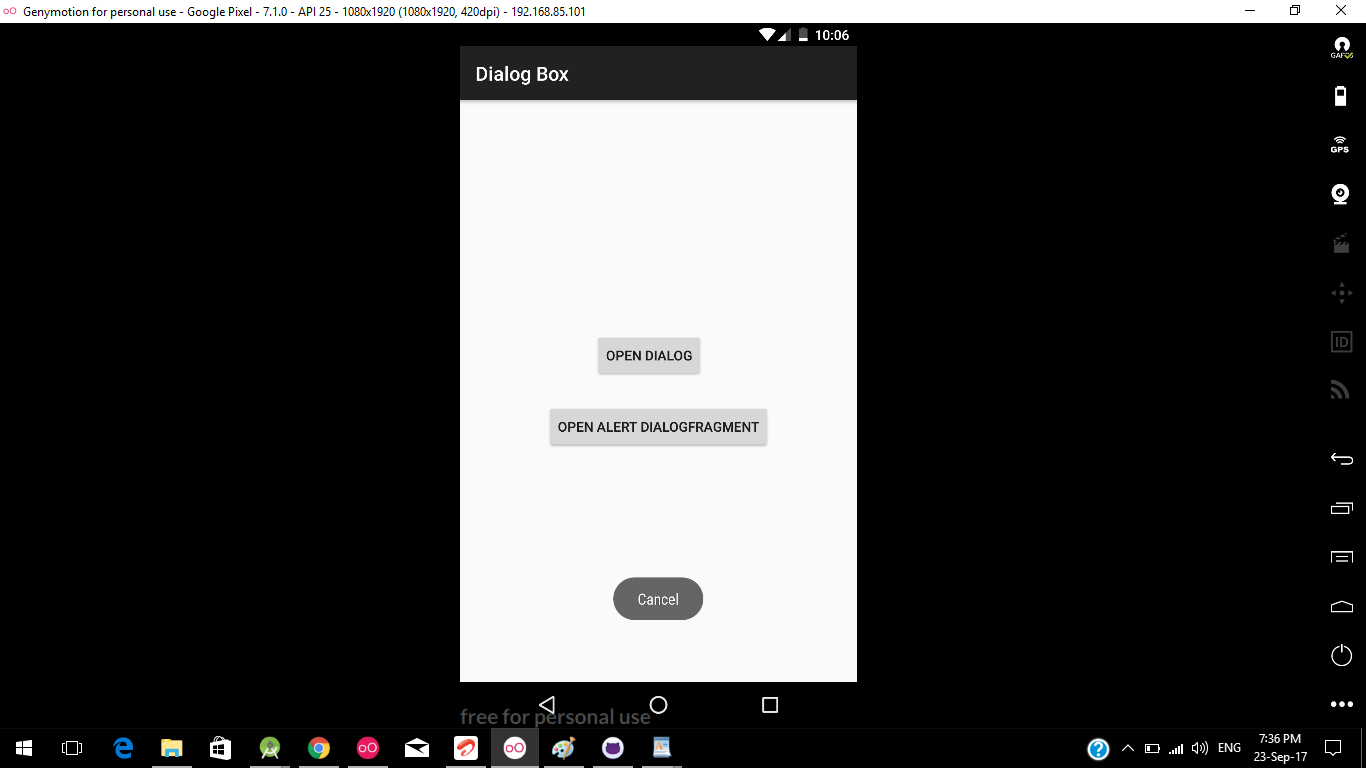 Genymotion for personal use - Google Pixel - 7.1.0 - API 25 - 1080x1920 (1080x1920, 420dpi) - 192.168.85.101
10:06
Dialog Box
GAPPS
GPS
OPEN DIALOG
ID
OPEN ALERT DIALOGFRAGMENT
Cancel
free for personal use
ENG
7:36 PM
23-Sep-17